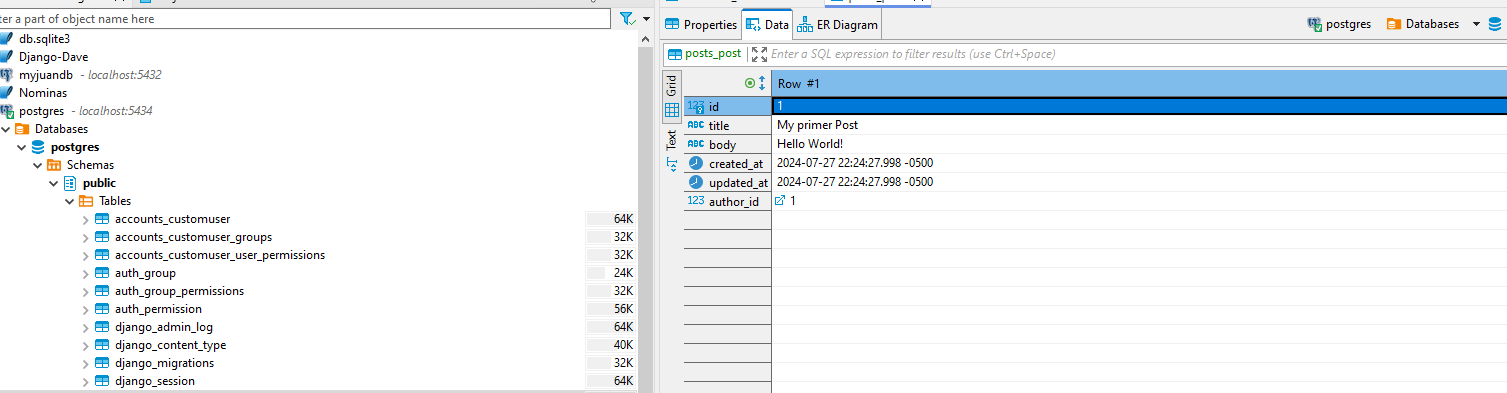 ter a part of object name here
db.sqlite3
Django-Dave
myjuandb - localhost:5432
Nominas
postgres - localhost:5434
Databases
postgres
Schemas
public
Tables
accounts_customuser 64K
accounts_customuser_groups 32K
accounts_customuser_user_permissions 32K
auth_group 24K
auth_group_permissions 32K
auth_permission 56K
django_admin_log 64K
django_content_type 40K
django_migrations 32K
django_session 64K
Properties Data ER Diagram postgres Databases
posts_post Enter a SQL expression to filter results (use Ctrl+Space)
Grid
Text
Row #1
123 id 1
ABC title My primer Post
ABC body Hello World!
created_at 2024-07-27 22:24:27.998 -0500
updated_at 2024-07-27 22:24:27.998 -0500
123 author_id 1